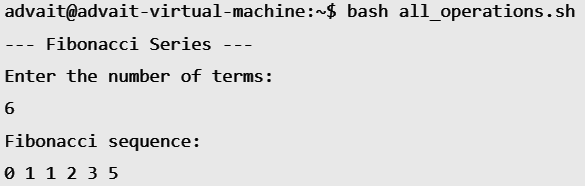 advait@advait-virtual-machine:~$ bash all_operations.sh
--- Fibonacci Series ---
Enter the number of terms:
6
Fibonacci sequence:
0 1 1 2 3 5